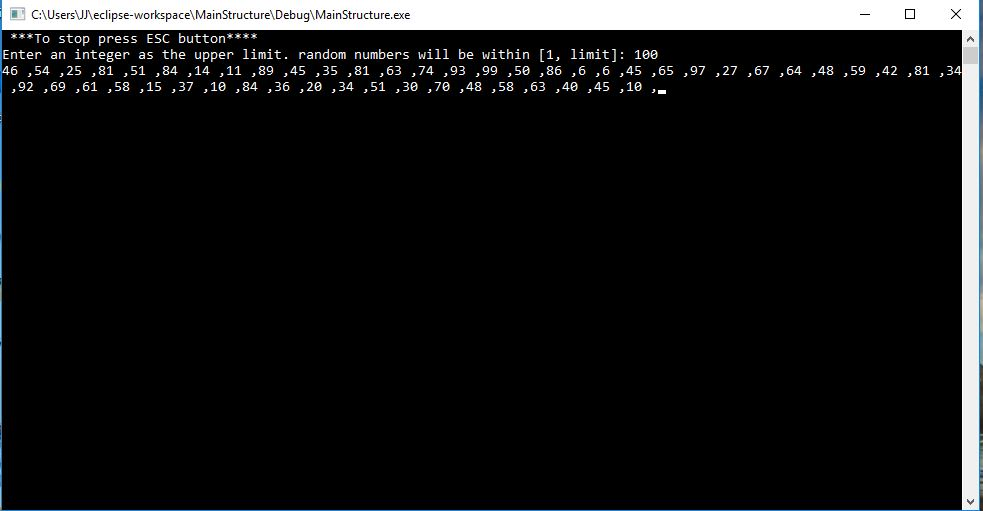 C:\Users\JJ\eclipse-workspace\MainStructure\Debug\MainStructure.exe
***To stop press ESC button****
Enter an integer as the upper limit. random numbers will be within [1, limit]: 100
46 ,54 ,25 ,81 ,51 ,84 ,14 ,11 ,89 ,45 ,35 ,81 ,63 ,74 ,93 ,99 ,50 ,86 ,6 ,6 ,45 ,65 ,97 ,27 ,67 ,64 ,48 ,59 ,42 ,81 ,34
,92 ,69 ,61 ,58 ,15 ,37 ,10 ,84 ,36 ,20 ,34 ,51 ,30 ,70 ,48 ,58 ,63 ,40 ,45 ,10 ,